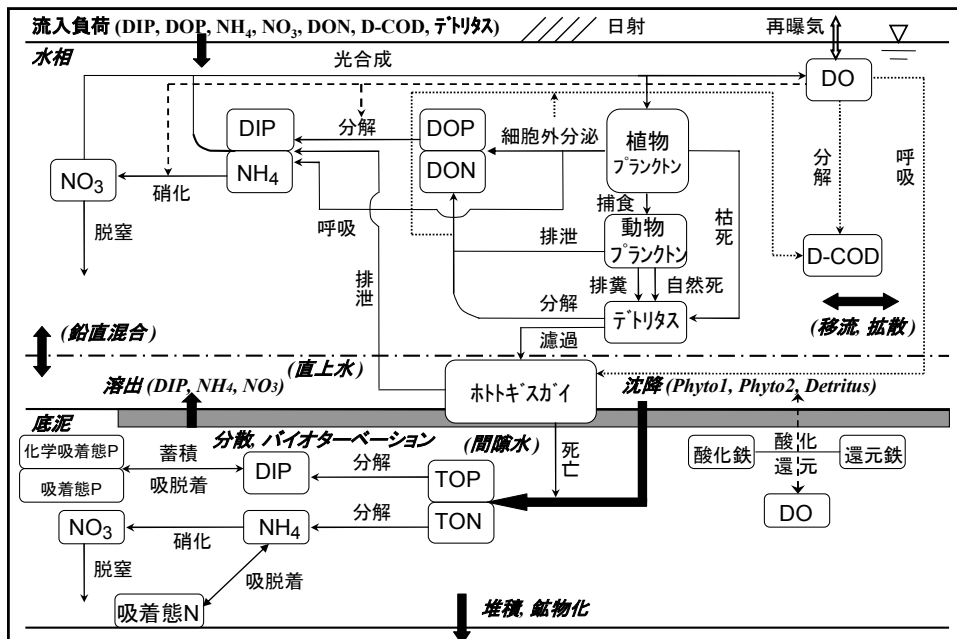 流入負荷 (DIP, DOP, NH4, NO3, DON, D-COD, ﾃﾞﾄﾘﾀｽ)
日射
再曝気
水相
光合成
DO
DIP
NH4
分解
DOP
DON
細胞外分泌
植物
ﾌﾟﾗﾝｸﾄﾝ
分解
呼吸
NO3
硝化
捕食
枯死
呼吸
動物
ﾌﾟﾗﾝｸﾄﾝ
脱窒
排泄
D-COD
排泄
排糞
自然死
分解
ﾃﾞﾄﾘﾀｽ
(移流, 拡散)
(鉛直混合)
濾過
(直上水)
溶出 (DIP, NH4, NO3)
ﾎﾄﾄｷﾞｽｶﾞｲ
沈降 (Phyto1, Phyto2, Detritus)
底泥
分散, バイオターベーション
(間隙水)
化学吸着態P
吸着態P
蓄積
吸脱着
DIP
分解
TOP
TON
死亡
酸化鉄
酸化
還元
還元鉄
DO
NO3
硝化
NH4
分解
脱窒
吸脱着
吸着態N
堆積, 鉱物化